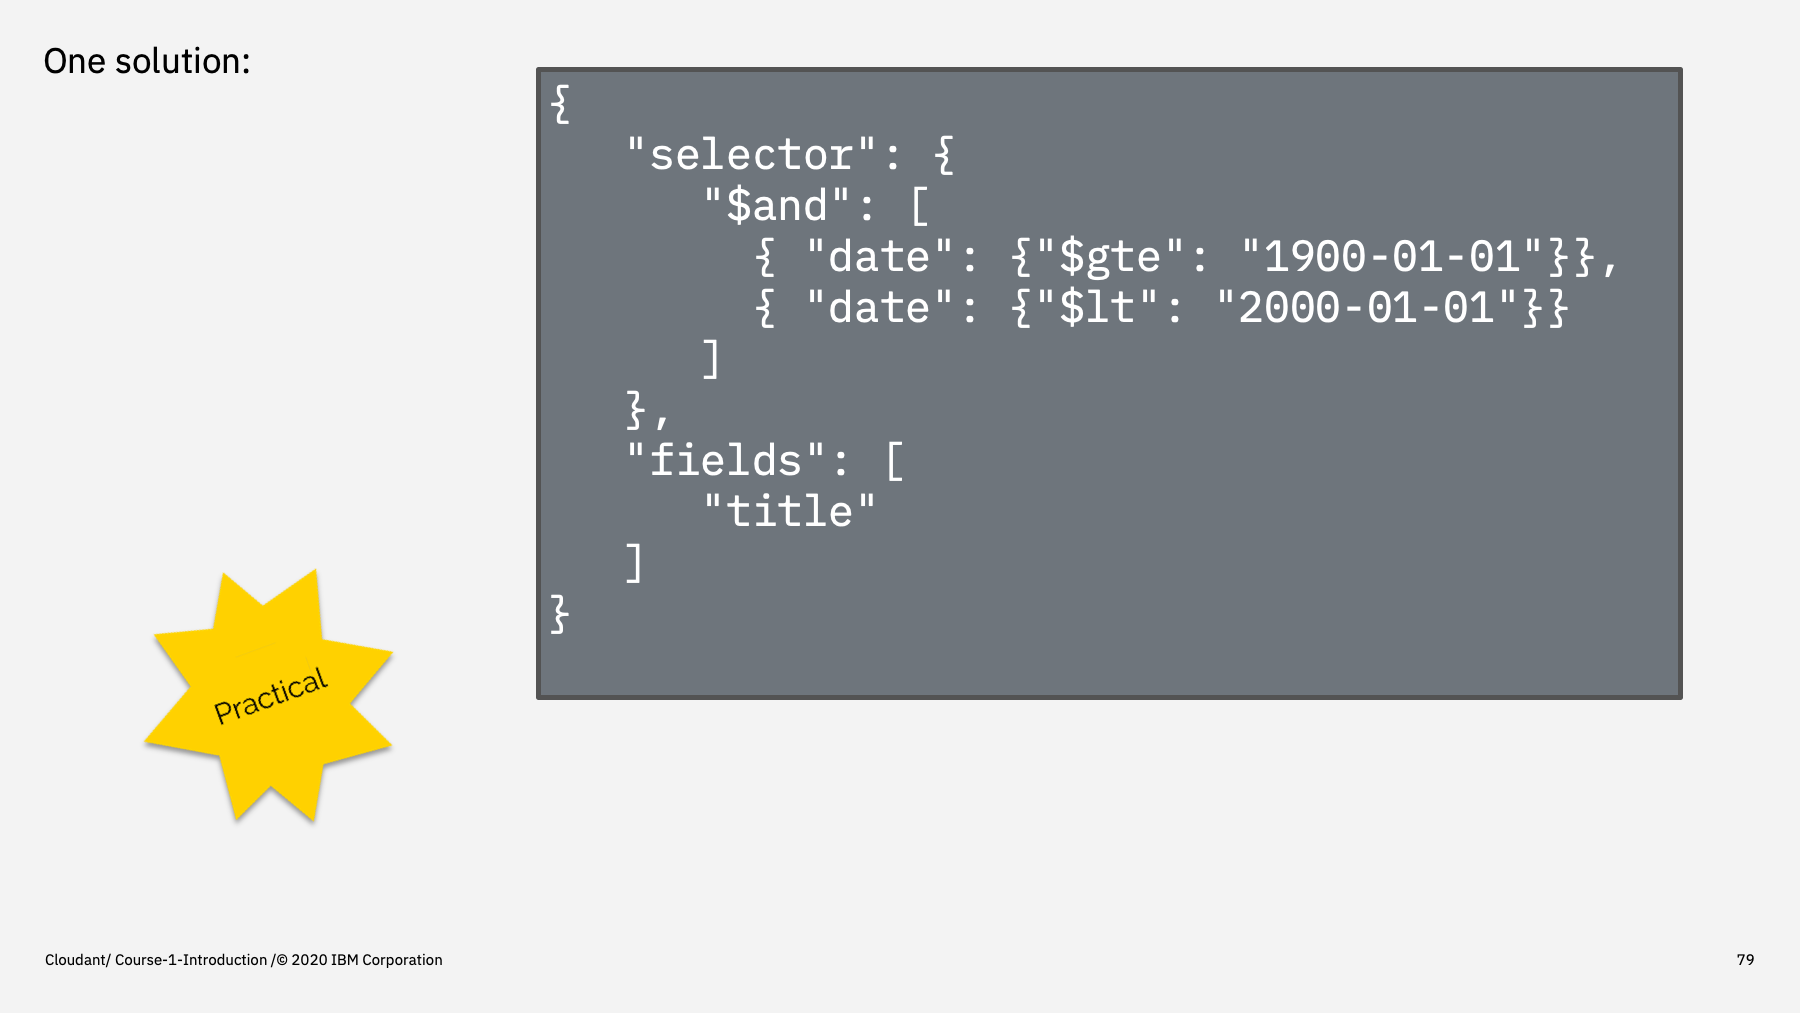 One solution:
{
   "selector": {
      "$and": [
        { "date": {"$gte": "1900-01-01"}},
        { "date": {"$lt": "2000-01-01"}}
      ]
   },
   "fields": [
      "title"
   ]
}
Practical
Cloudant/ Course-1-Introduction /© 2020 IBM Corporation
79